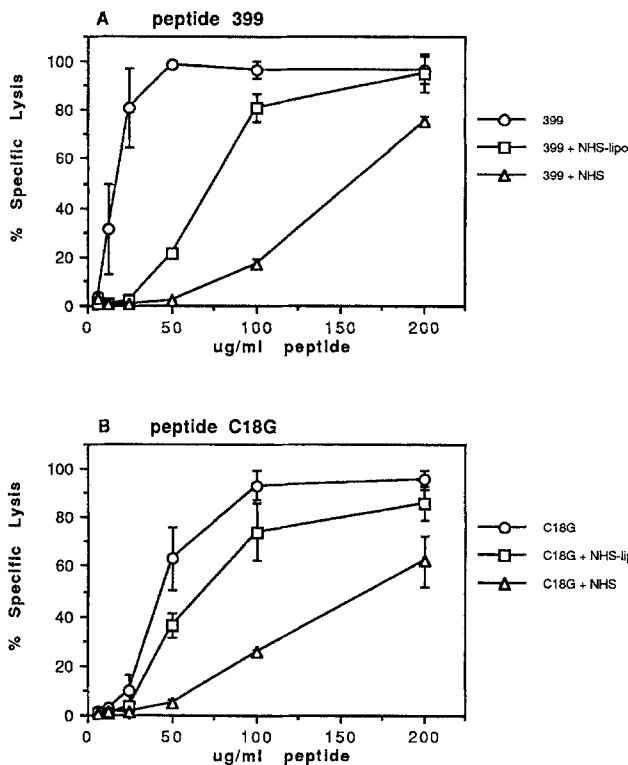 A peptide 399
% Specific Lysis
100
80
60
40
20
0
0
50
100
150
200
ug/ml peptide
399
399 + NHS-lipo
399 + NHS
B peptide C18G
% Specific Lysis
100
80
60
40
20
0
0
50
100
150
200
ug/ml peptide
C18G
C18G + NHS-lip
C18G + NHS